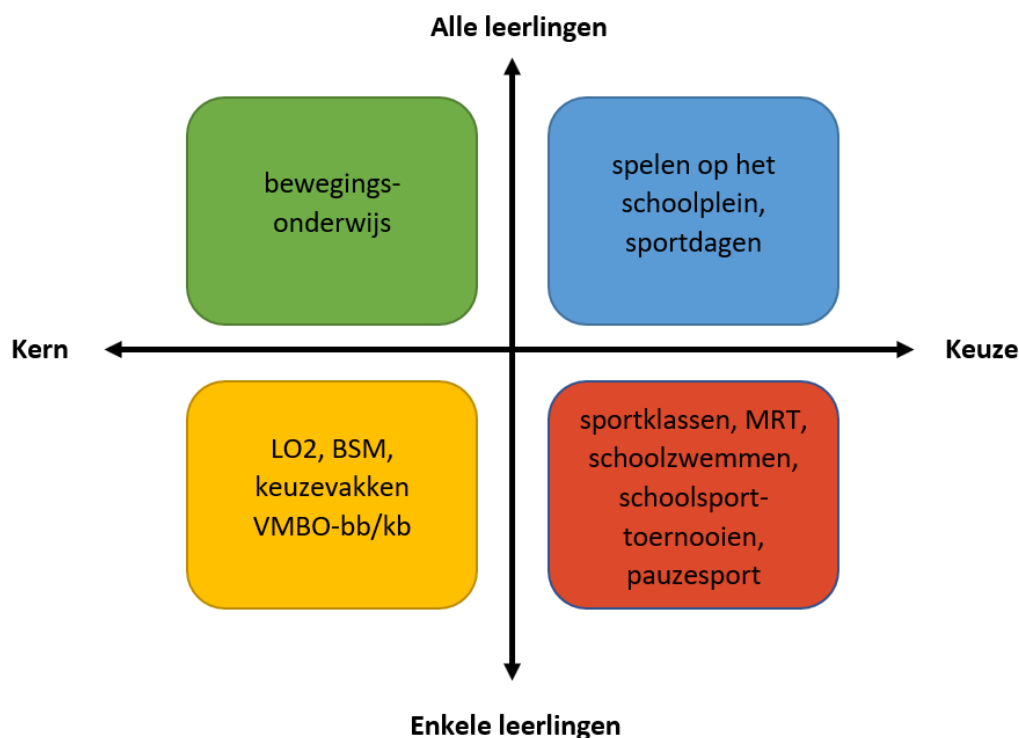 Alle leerlingen
bewegings-
onderwijs
spelen op het
schoolplein,
sportdagen
Kern
Keuze
LO2, BSM,
keuzevakken
VMBO-bb/kb
sportklassen, MRT,
schoolzwemmen,
schoolsport-
toernooien,
pauzesport
Enkele leerlingen